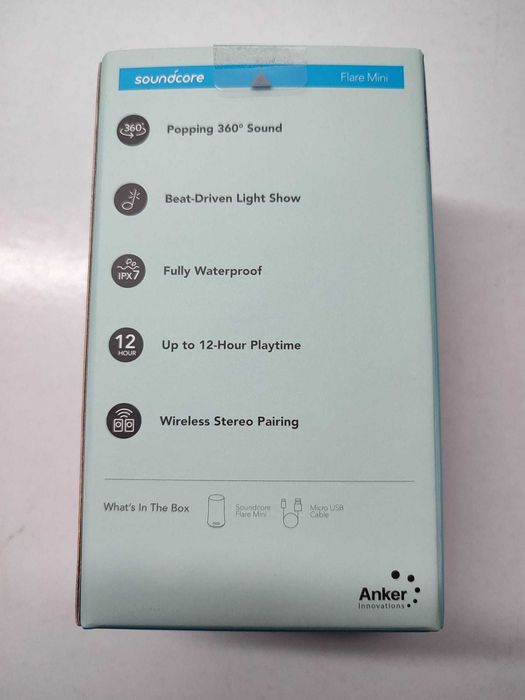 soundcore Flare Mini
360° Popping 360° Sound
Beat-Driven Light Show
IPX7 Fully Waterproof
12 HOUR Up to 12-Hour Playtime
Wireless Stereo Pairing
What's In The Box
Soundcore
Flare Mini
Micro USB
Cable
Anker
Innovations